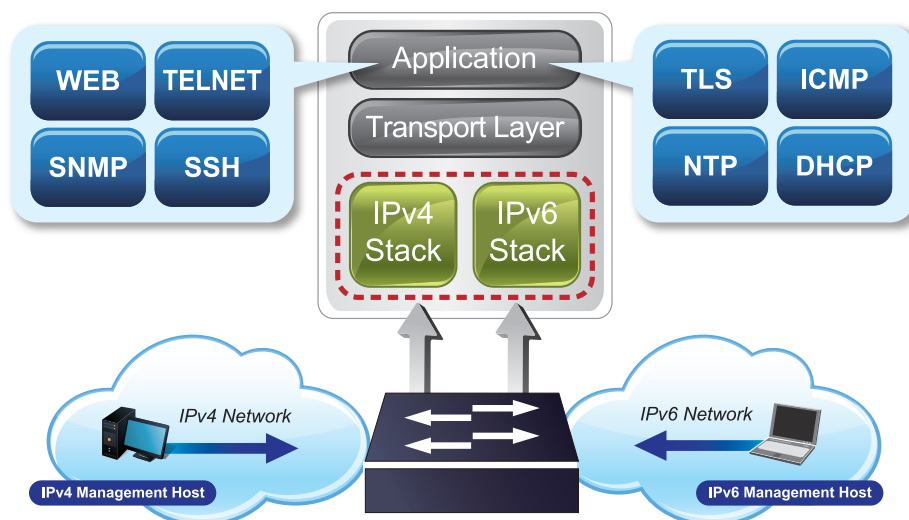 Application
WEB
TELNET
SNMP
SSH
TLS
ICMP
NTP
DHCP
Transport Layer
IPv4
Stack
IPv6
Stack
IPv4 Network
IPv6 Network
IPv4 Management Host
IPv6 Management Host